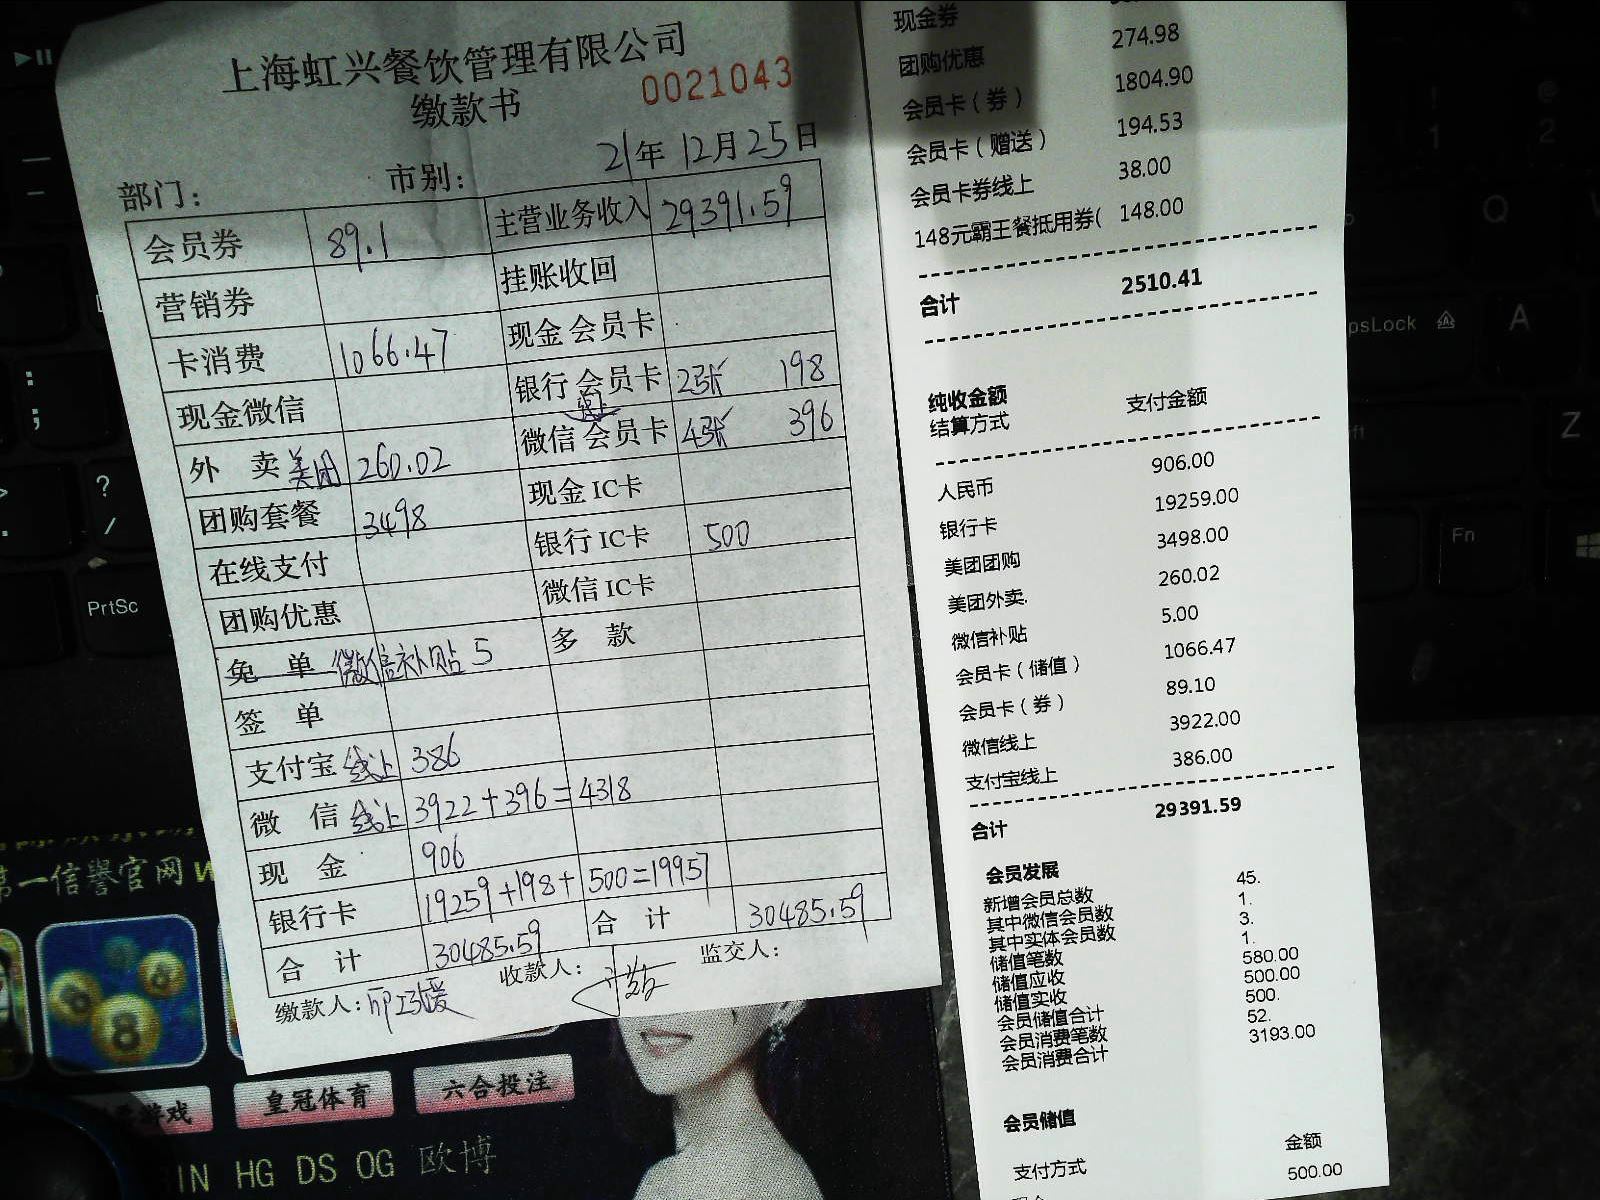 上海虹兴餐饮管理有限公司
缴款书
0021043
21年12月25日
部门：
市别：
会员券 89.1 主营业务收入 29391.59
营销券 挂账收回
卡消费 1066.47 现金会员卡
现金微信 银行会员卡 2张 198
外卖美团 260.02 微信会员卡 线上 4张 396
团购套餐 3498 现金IC卡
在线支付 银行IC卡 500
团购优惠 微信IC卡
免单 微信补贴 5 多款
签单
支付宝线上 386
微信线上 3922+396=4318
现金 906
银行卡 19259+198+500=19957
合计 30485.59 合计 30485.59
缴款人：
收款人：
监交人：
现金券
团购优惠 274.98
会员卡（券） 1804.90
会员卡（赠送） 194.53
会员卡券线上 38.00
148元霸王餐抵用券( 148.00
合计 2510.41
纯收金额
结算方式 支付金额
人民币 906.00
银行卡 19259.00
美团团购 3498.00
美团外卖. 260.02
微信补贴 5.00
会员卡（储值） 1066.47
会员卡（券） 89.10
微信线上 3922.00
支付宝线上 386.00
合计 29391.59
会员发展
新增会员总数 45.
其中微信会员数 1.
其中实体会员数 3.
储值笔数 1.
储值应收 580.00
储值实收 500.00
会员储值合计 500.
会员消费笔数 52.
会员消费合计 3193.00
会员储值
支付方式 金额
500.00
第一信誉官网 W
皇冠体育
六合投注
游戏
IN HG DS OG 欧博
PrtSc
Fn
psLock
Q
A
Z